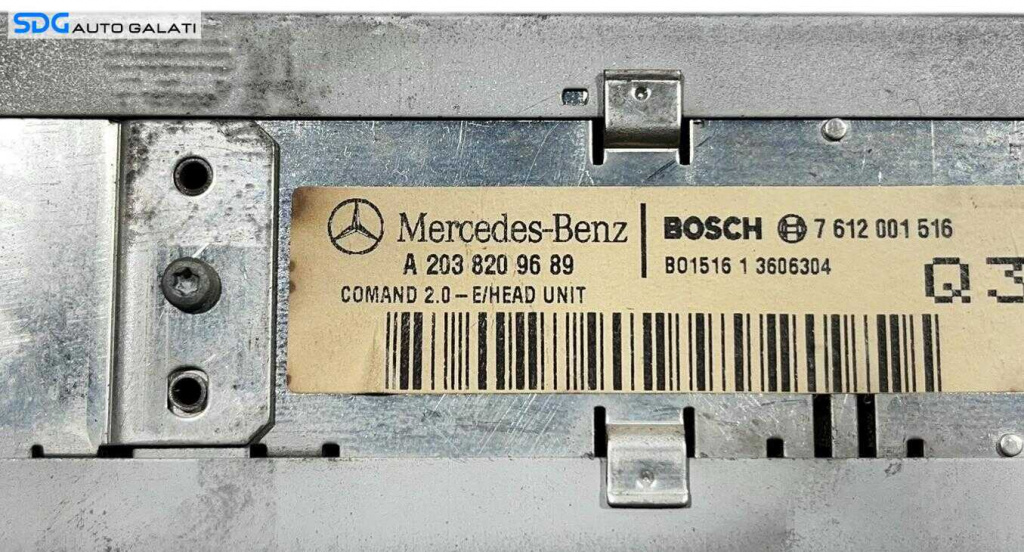 SDG AUTO GALATI
Mercedes-Benz
A 203 820 96 89
COMAND 2.0 – E/HEAD UNIT
BOSCH 7 612 001 516
BO1516 1 3606304
Q3